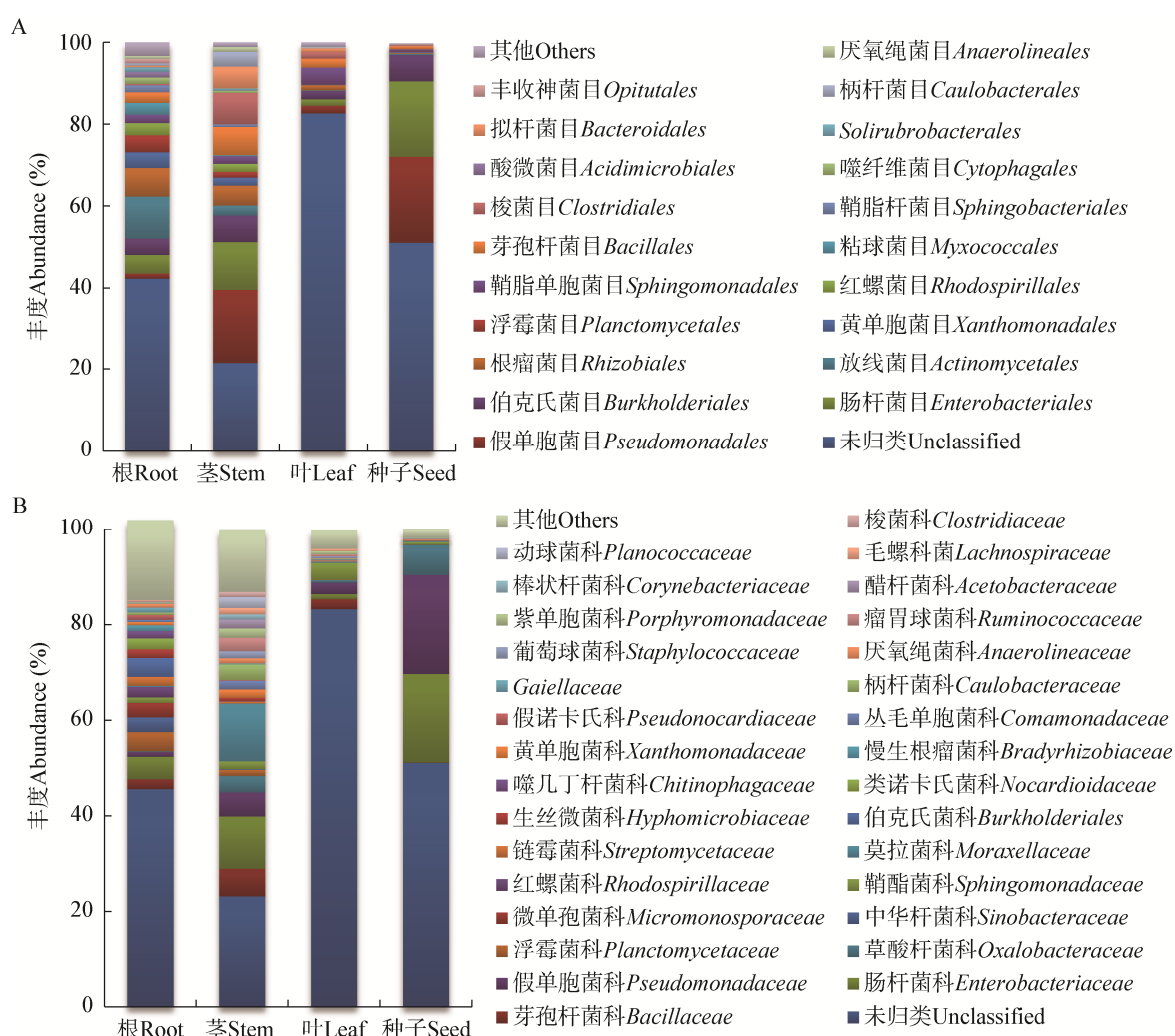 A
丰度Abundance (%)
100
80
60
40
20
0
根Root 茎Stem 叶Leaf 种子Seed
其他Others 厌氧绳菌目Anaerolineales
丰收神菌目Opitutales 柄杆菌目Caulobacterales
拟杆菌目Bacteroidales Solirubrobacterales
酸微菌目Acidimicrobiales 噬纤维菌目Cytophagales
梭菌目Clostridiales 鞘脂杆菌目Sphingobacteriales
芽孢杆菌目Bacillales 粘球菌目Myxococcales
鞘脂单胞菌目Sphingomonadales 红螺菌目Rhodospirillales
浮霉菌目Planctomycetales 黄单胞菌目Xanthomonadales
根瘤菌目Rhizobiales 放线菌目Actinomycetales
伯克氏菌目Burkholderiales 肠杆菌目Enterobacteriales
假单胞菌目Pseudomonadales 未归类Unclassified
B
丰度Abundance (%)
100
80
60
40
20
0
根Root 茎Stem 叶Leaf 种子Seed
其他Others 梭菌科Clostridiaceae
动球菌科Planococcaceae 毛螺科菌Lachnospiraceae
棒状杆菌科Corynebacteriaceae 醋杆菌科Acetobacteraceae
紫单胞菌科Porphyromonadaceae 瘤胃球菌科Ruminococcaceae
葡萄球菌科Staphylococcaceae 厌氧绳菌科Anaerolineaceae
Gaiellaceae 柄杆菌科Caulobacteraceae
假诺卡氏科Pseudonocardiaceae 丛毛单胞菌科Comamonadaceae
黄单胞菌科Xanthomonadaceae 慢生根瘤菌科Bradyrhizobiaceae
噬几丁杆菌科Chitinophagaceae 类诺卡氏菌科Nocardioidaceae
生丝微菌科Hyphomicrobiaceae 伯克氏菌科Burkholderiales
链霉菌科Streptomycetaceae 莫拉菌科Moraxellaceae
红螺菌科Rhodospirillaceae 鞘酯菌科Sphingomonadaceae
微单孢菌科Micromonosporaceae 中华杆菌科Sinobacteraceae
浮霉菌科Planctomycetaceae 草酸杆菌科Oxalobacteraceae
假单胞菌科Pseudomonadaceae 肠杆菌科Enterobacteriaceae
芽孢杆菌科Bacillaceae 未归类Unclassified